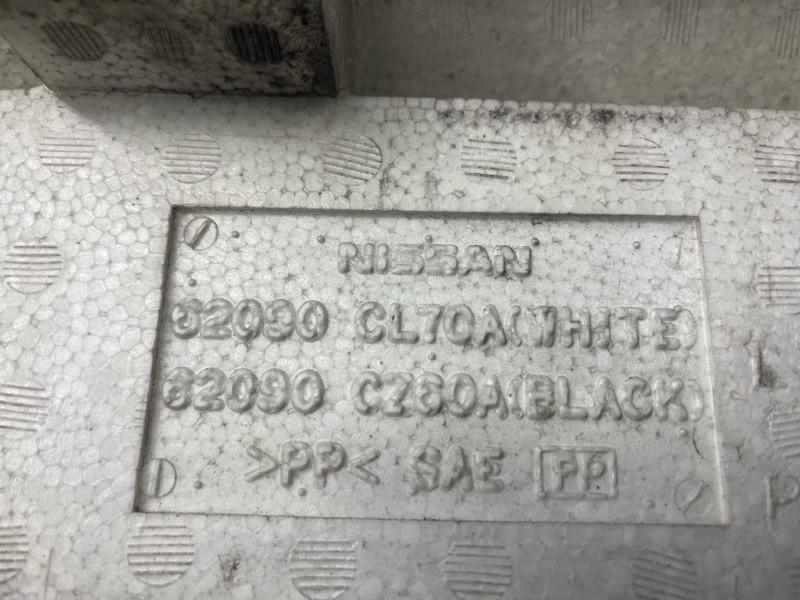 NISSAN
62090 CL70A(WHITE)
62090 CZ60A(BLACK)
>PP< SAE PP